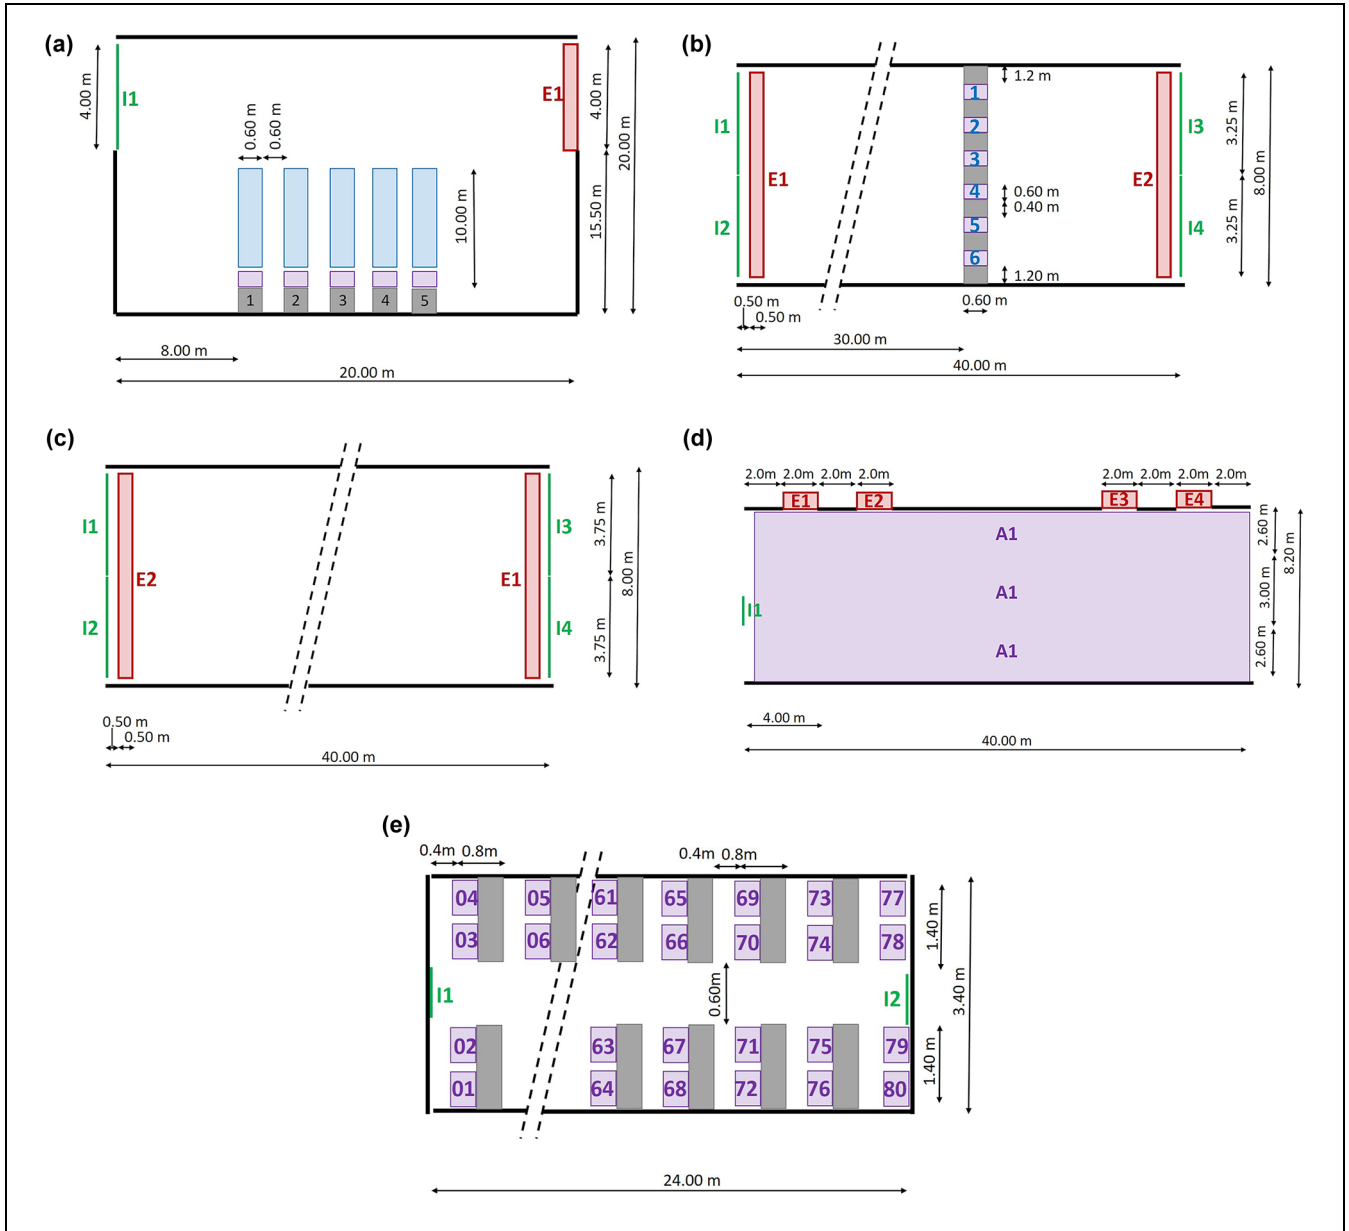 (a)
4.00 m
I1
0.60 m
0.60 m
E1
4.00 m
20.00 m
10.00 m
15.50 m
1 2 3 4 5
8.00 m
20.00 m
(b)
1.2 m
1
I1 2 I3
3.25 m
3
E1 4 0.60 m E2
0.40 m
8.00 m
I2 5 I4
3.25 m
6
1.20 m
0.50 m
0.50 m
0.60 m
30.00 m
40.00 m
(c)
I1 I3
3.75 m
E2 E1
8.00 m
I2 I4
3.75 m
0.50 m
0.50 m
40.00 m
(d)
2.0m 2.0m 2.0m 2.0m 2.0m 2.0m 2.0m 2.0m
E1 E2 E3 E4
A1
2.60 m
8.20 m
I1 A1
3.00 m
A1
2.60 m
4.00 m
40.00 m
(e)
0.4m 0.8m 0.4m 0.8m
04 05 61 65 69 73 77
03 06 62 66 70 74 78
1.40 m
I1 0.60m I2
3.40 m
02 63 67 71 75 79
01 64 68 72 76 80
1.40 m
24.00 m